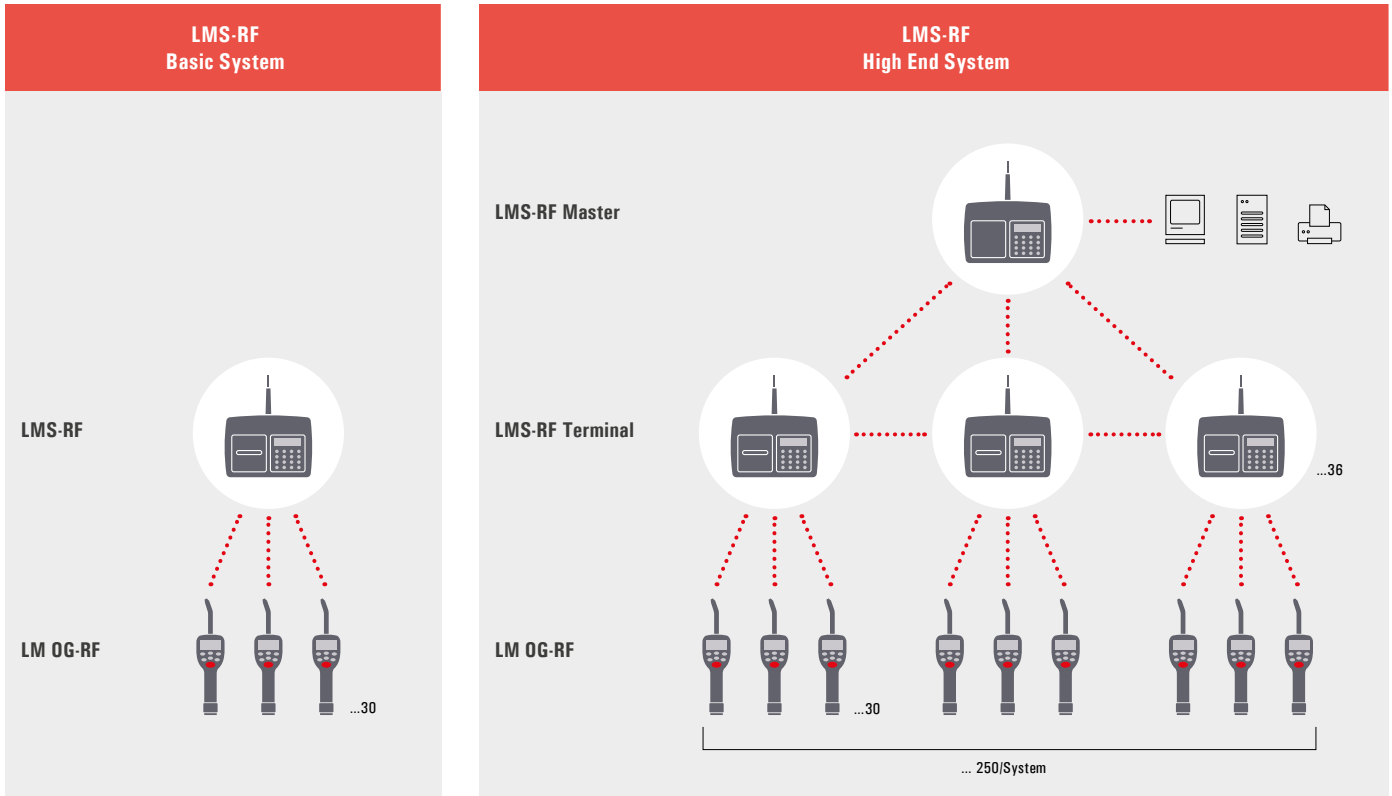 LMS-RF
Basic System
LMS-RF
LM OG-RF
...30
LMS-RF
High End System
LMS-RF Master
LMS-RF Terminal
...36
LM OG-RF
...30
... 250/System